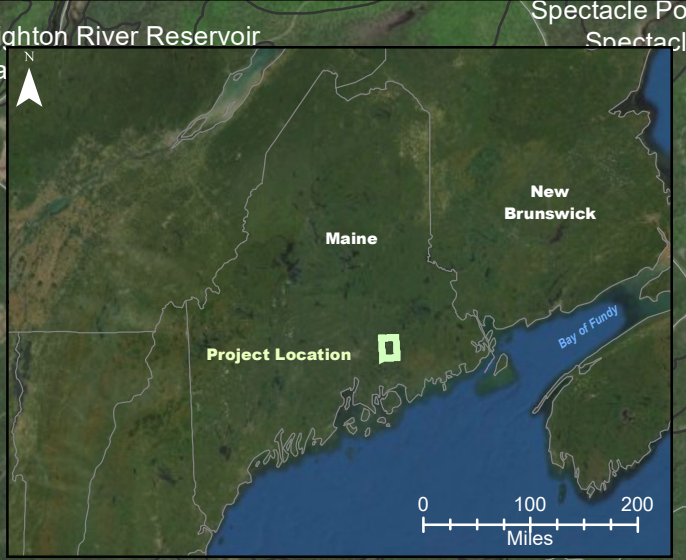 Spectacle Po
ghton River Reservoir
Spectacl
a
N
New
Brunswick
Maine
Bay of Fundy
Project Location
0 100 200
Miles